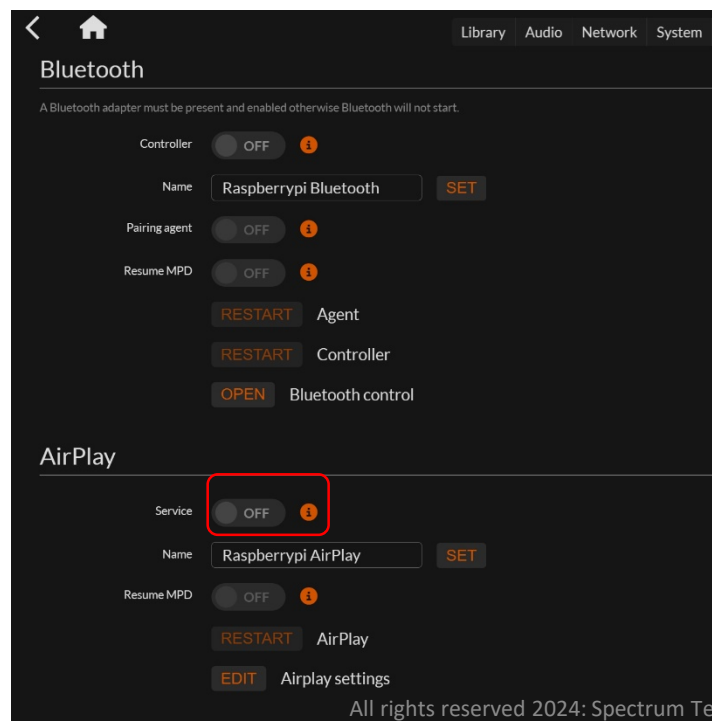 Library Audio Network System
Bluetooth
A Bluetooth adapter must be present and enabled otherwise Bluetooth will not start.
Controller OFF
Name Raspberrypi Bluetooth SET
Pairing agent OFF
Resume MPD OFF
RESTART Agent
RESTART Controller
OPEN Bluetooth control
AirPlay
Service OFF
Name Raspberrypi AirPlay SET
Resume MPD OFF
RESTART AirPlay
EDIT Airplay settings
All rights reserved 2024: Spectrum Te